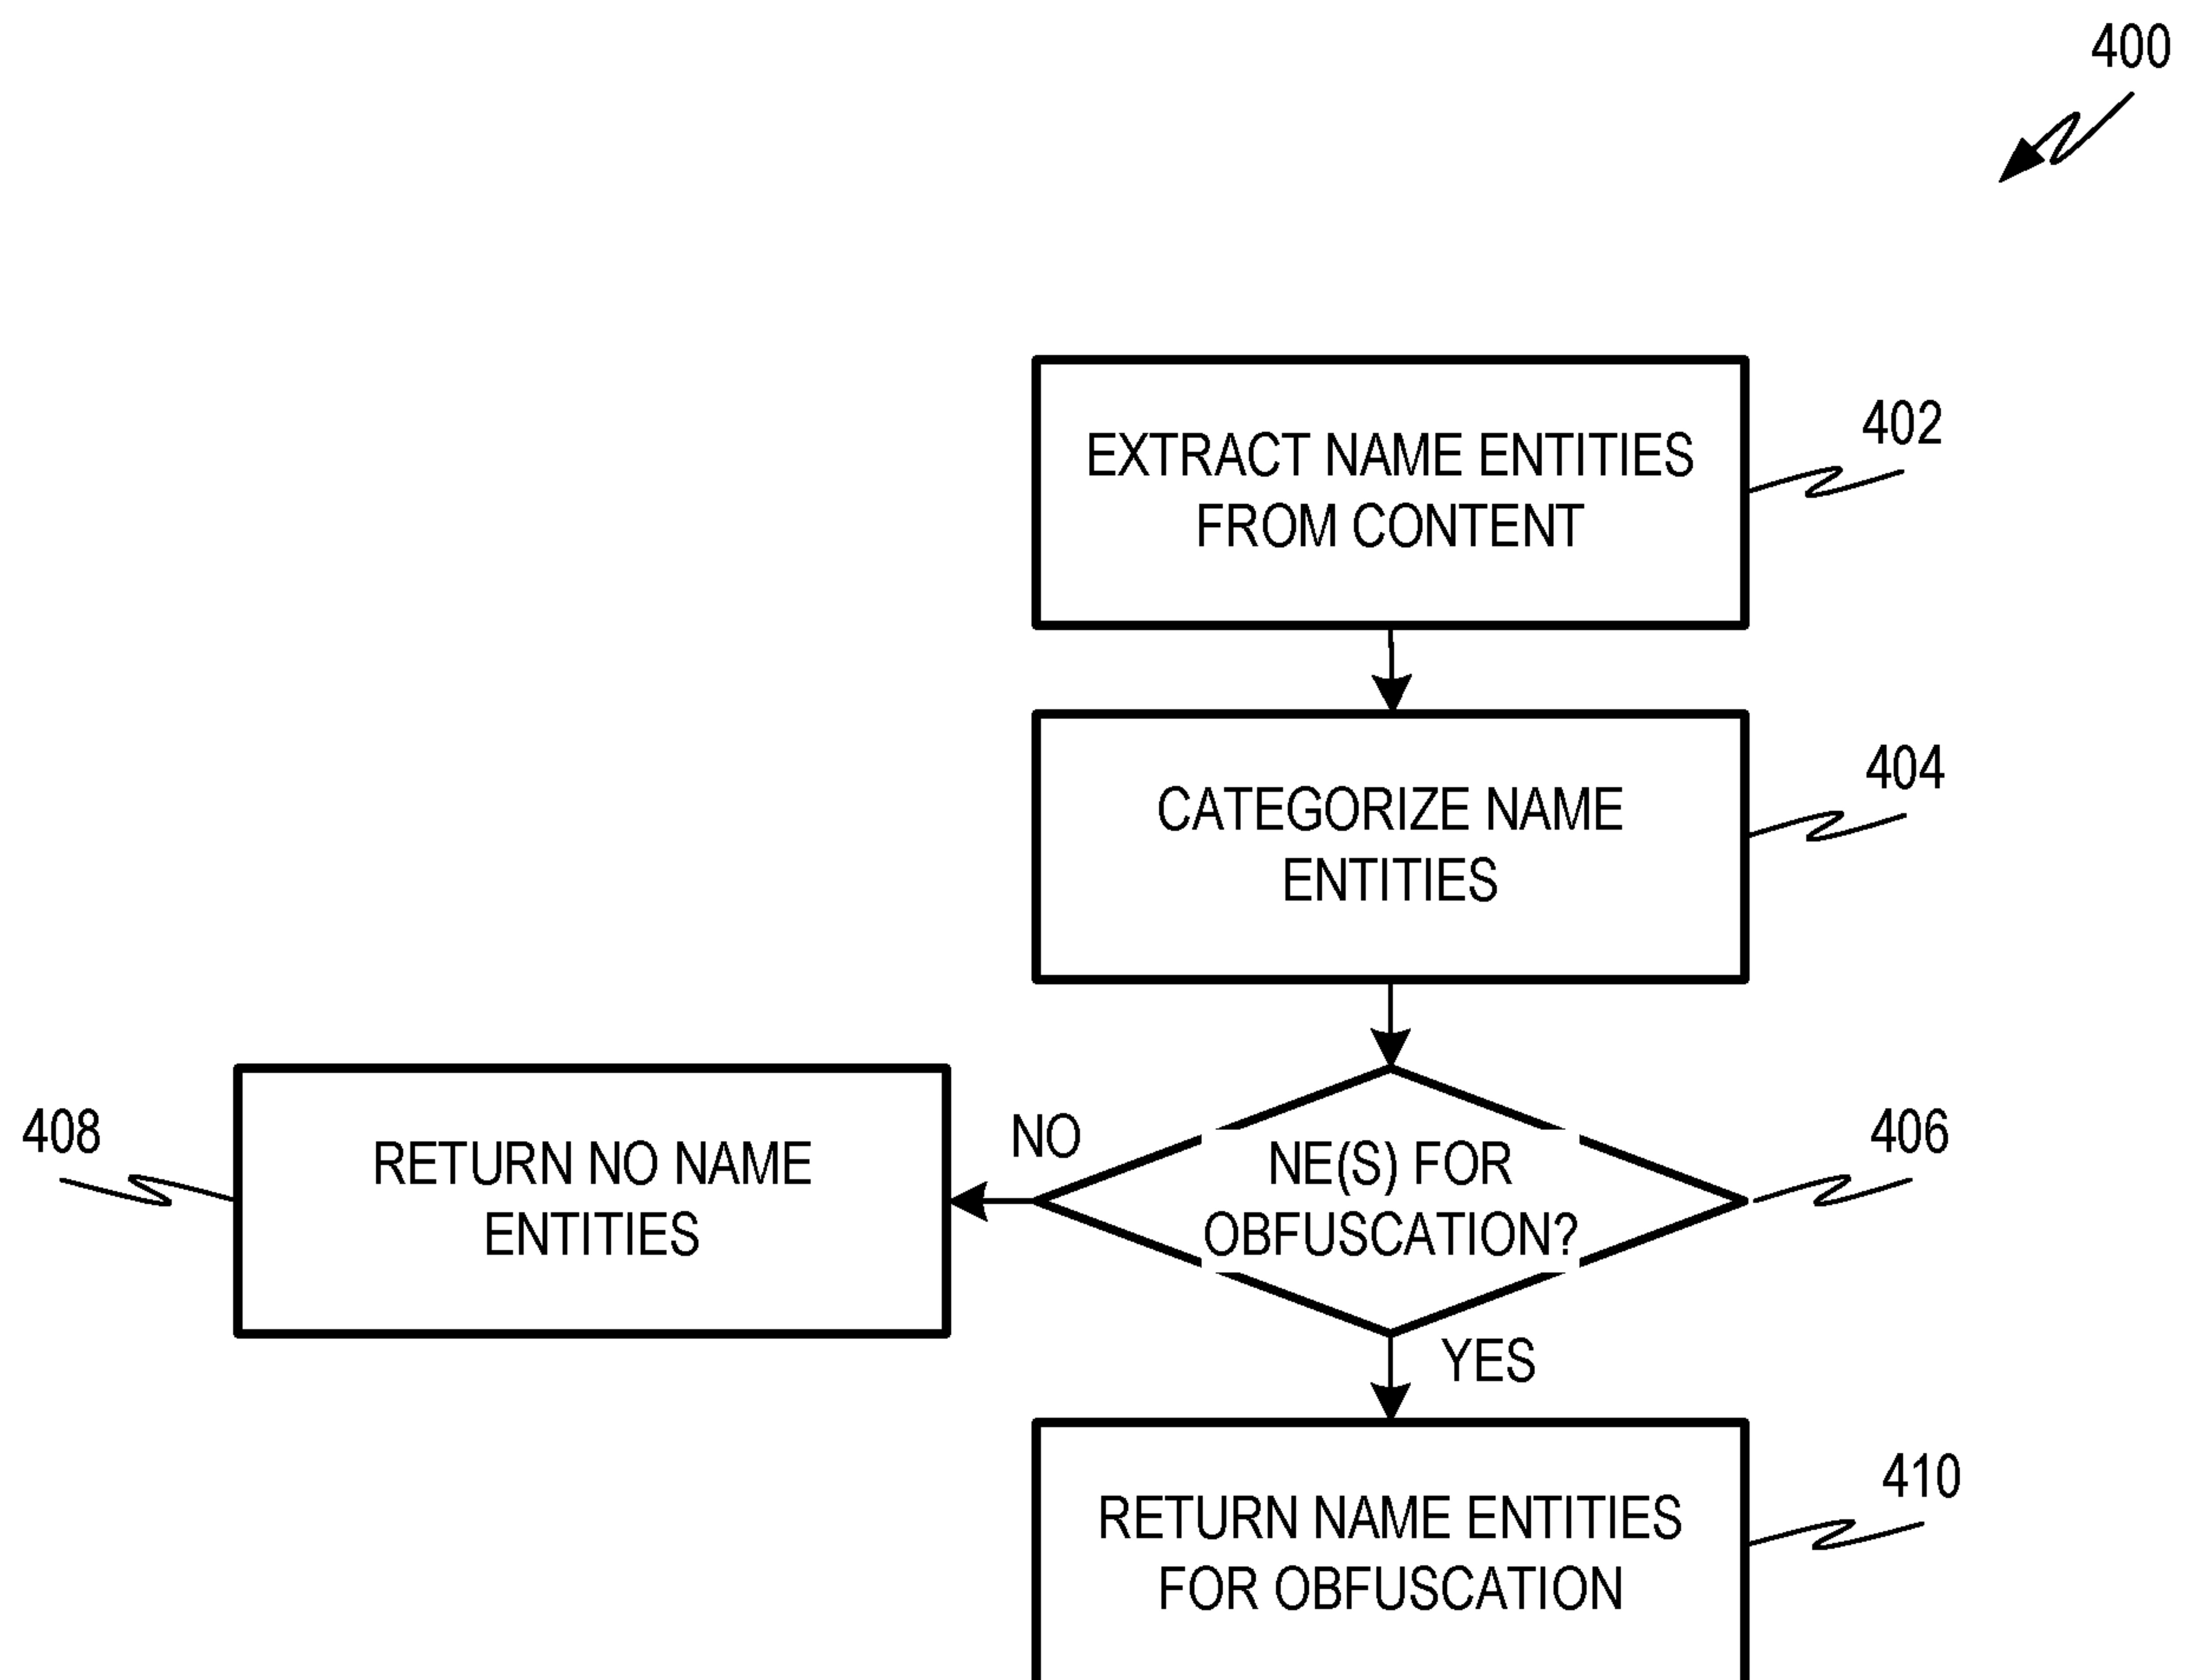 400
EXTRACT NAME ENTITIES
FROM CONTENT
402
CATEGORIZE NAME
ENTITIES
404
408
RETURN NO NAME
ENTITIES
NO
NE(S) FOR
OBFUSCATION?
406
YES
RETURN NAME ENTITIES
FOR OBFUSCATION
410